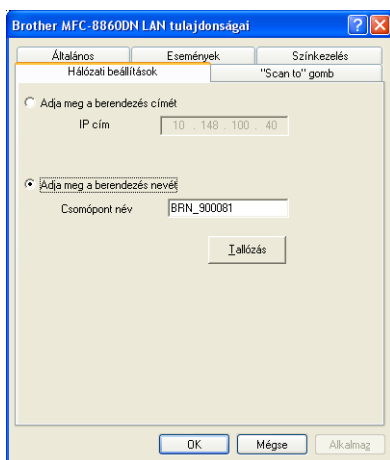 Brother MFC-8860DN LAN tulajdonságai
Általános Események Színkezelés
Hálózati beállítások "Scan to" gomb
Adja meg a berendezés címét
IP cím 10 . 148 . 100 . 40
Adja meg a berendezés nevét
Csomópont név BRN_900081
Tallózás
OK Mégse Alkalmaz